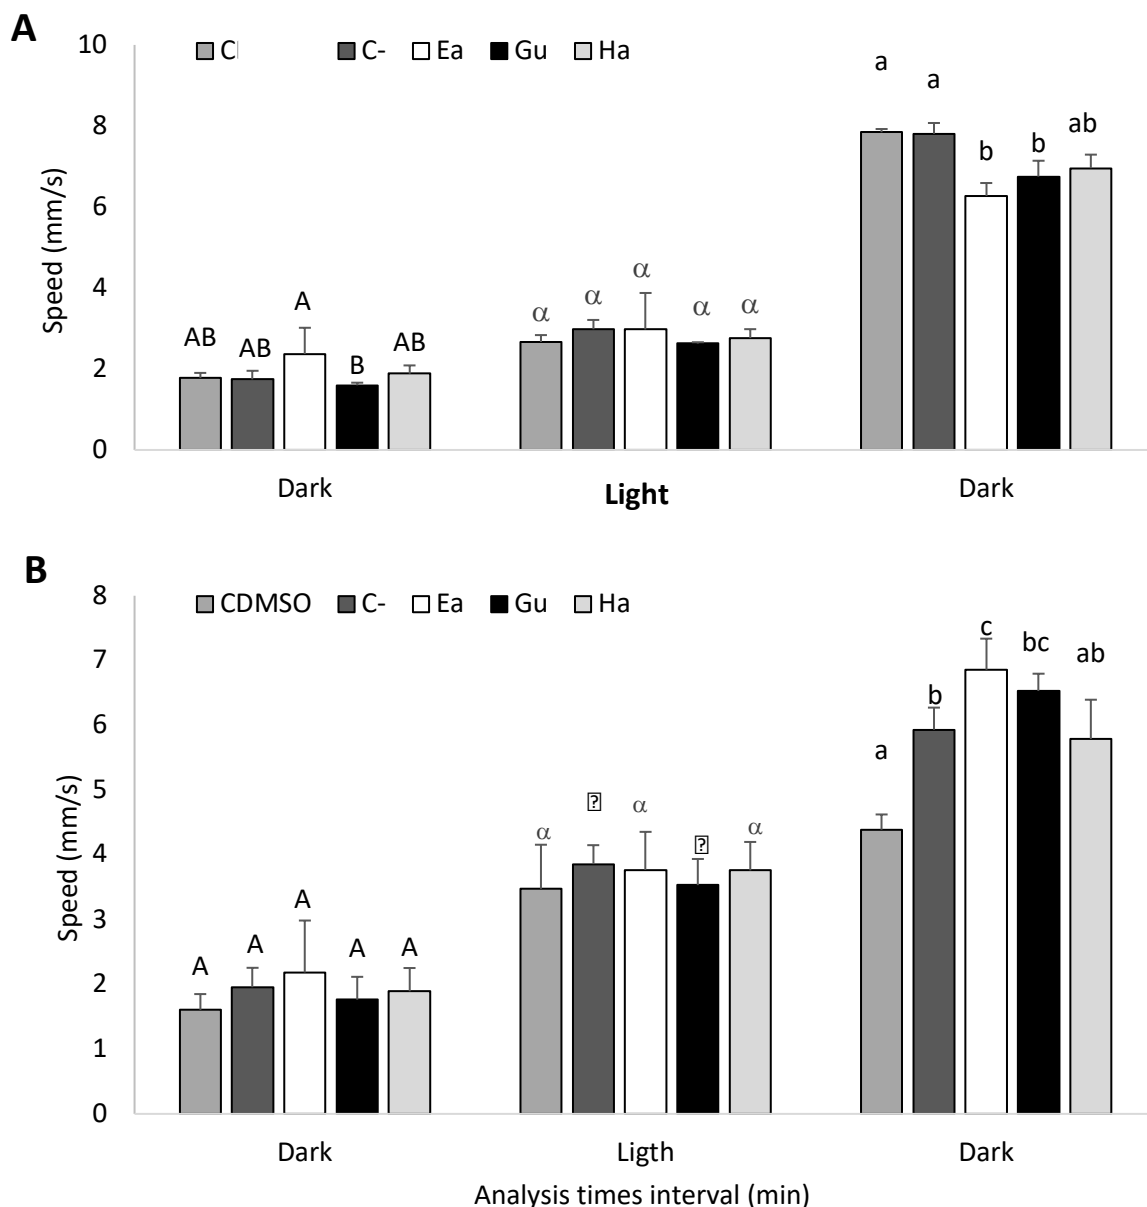 A
10 C C- Ea Gu Ha
a a
8 ab
b b
6
Speed (mm/s)
4 α α α α α
A
AB AB B AB
2
0
Dark Light Dark
B
8 CDMSO C- Ea Gu Ha
c
7 bc ab
b
6
a
5
α α
4
Speed (mm/s)
3
A A A A A
2
1
0
Dark Ligth Dark
Analysis times interval (min)